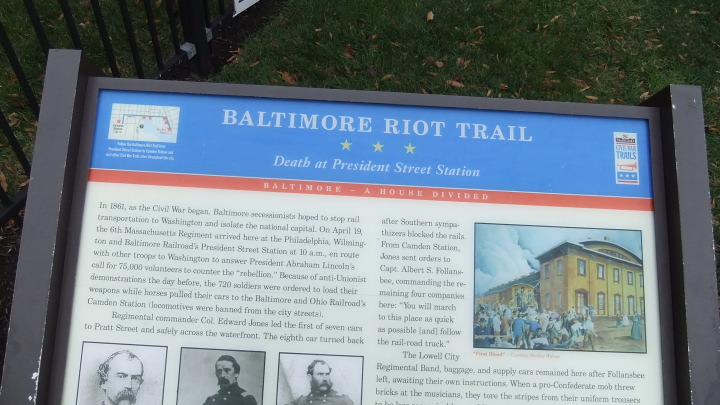 BALTIMORE RIOT TRAIL
Death at President Street Station
BALTIMORE – A HOUSE DIVIDED
CIVIL WAR
TRAILS
In 1861, as the Civil War began, Baltimore secessionists hoped to stop rail
transportation to Washington and isolate the national capital. On April 19,
the 6th Massachusetts Regiment arrived here at the Philadelphia, Wilming-
ton and Baltimore Railroad's President Street Station at 10 a.m., en route
with other troops to Washington to answer President Abraham Lincoln's
call for 75,000 volunteers to counter the "rebellion." Because of anti-Unionist
demonstrations the day before, the 720 soldiers were ordered to load their
weapons while horses pulled their cars to the Baltimore and Ohio Railroad's
Camden Station (locomotives were banned from the city streets).
Regimental commander Col. Edward Jones led the first of seven cars
to Pratt Street and safely across the waterfront. The eighth car turned back
after Southern sympa-
thizers blocked the rails.
From Camden Station,
Jones sent orders to
Capt. Albert S. Follans-
bee, commanding the re-
maining four companies
here: "You will march
to this place as quick
as possible [and] follow
the rail-road track."
"First Blood"
The Lowell City
Regimental Band, baggage, and supply cars remained here after Follansbee
left, awaiting their own instructions. When a pro-Confederate mob threw
bricks at the musicians, they tore the stripes from their uniform trousers